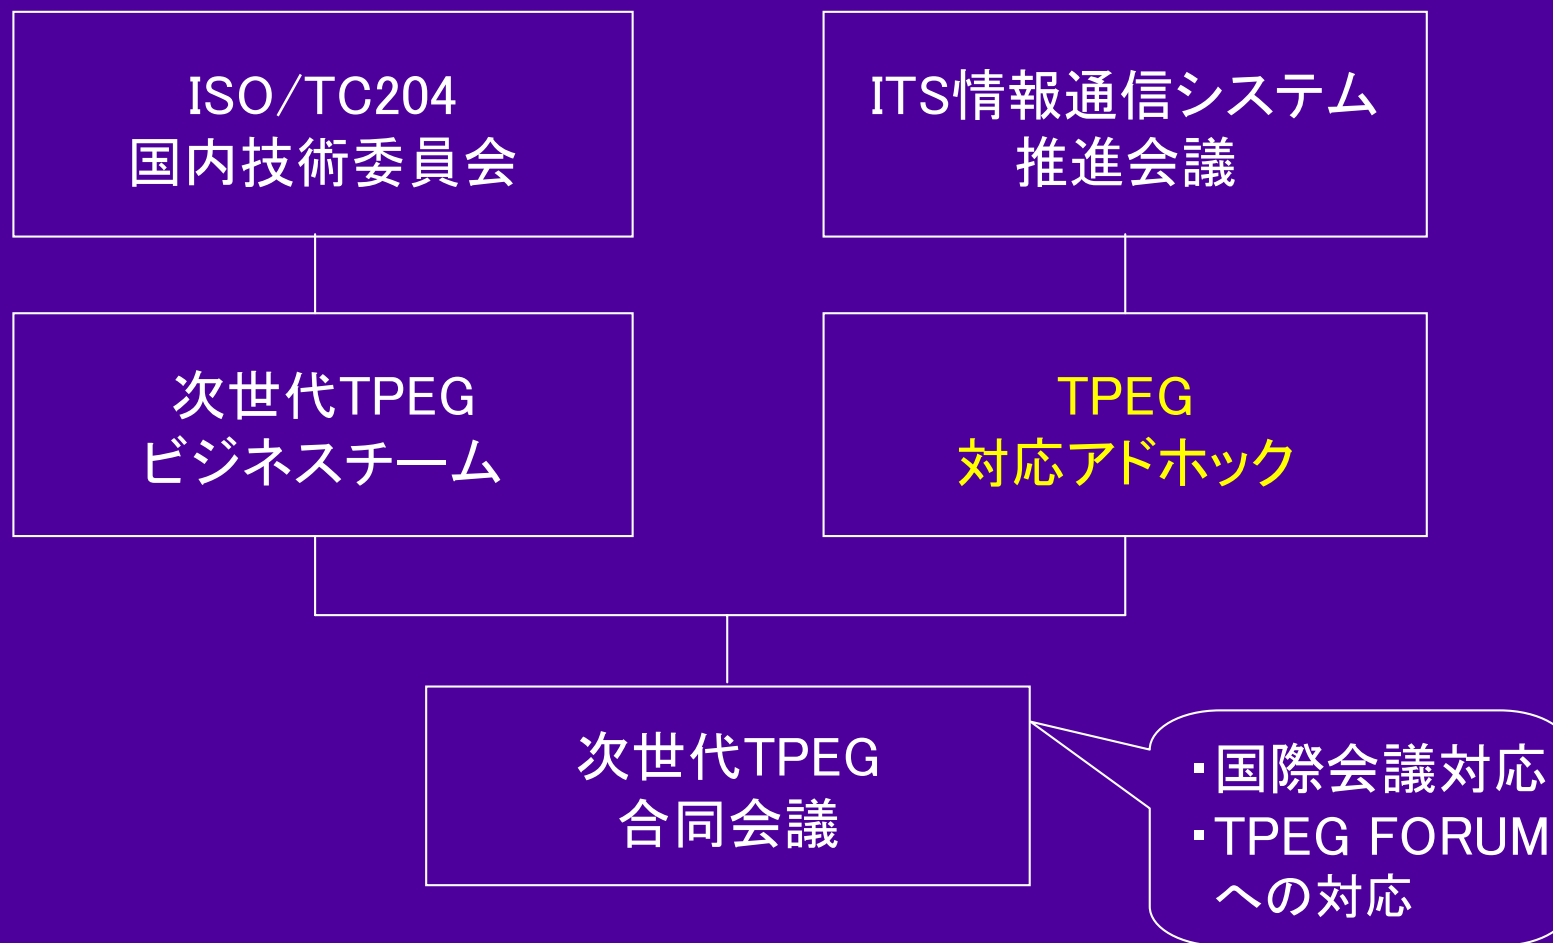 ISO/TC204
国内技術委員会
ITS情報通信システム
推進会議
次世代TPEG
ビジネスチーム
TPEG
対応アドホック
次世代TPEG
合同会議
・国際会議対応
・TPEG FORUM
への対応